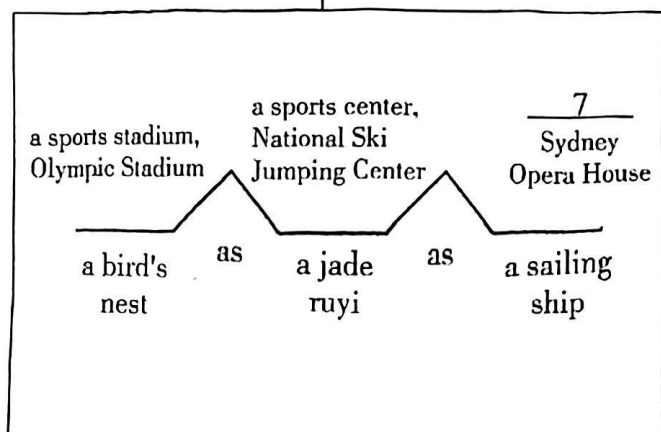 a sports stadium,
Olympic Stadium
a sports center,
National Ski
Jumping Center
7
Sydney
Opera House
a bird's
nest
as
a jade
ruyi
as
a sailing
ship